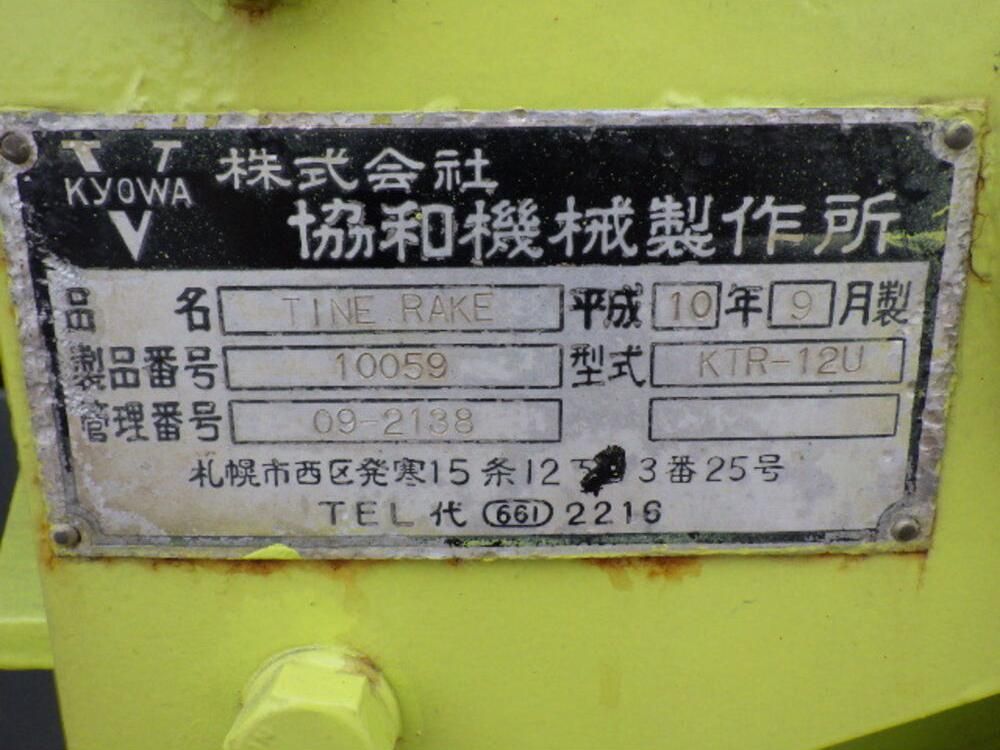 KYOWA 株式会社
協和機械製作所
品名 TINE RAKE 平成 10 年 9 月製
製品番号 10059 型式 KTR-12U
管理番号 09-2138
札幌市西区発寒15条12 3番25号
TEL 代 (661) 2216